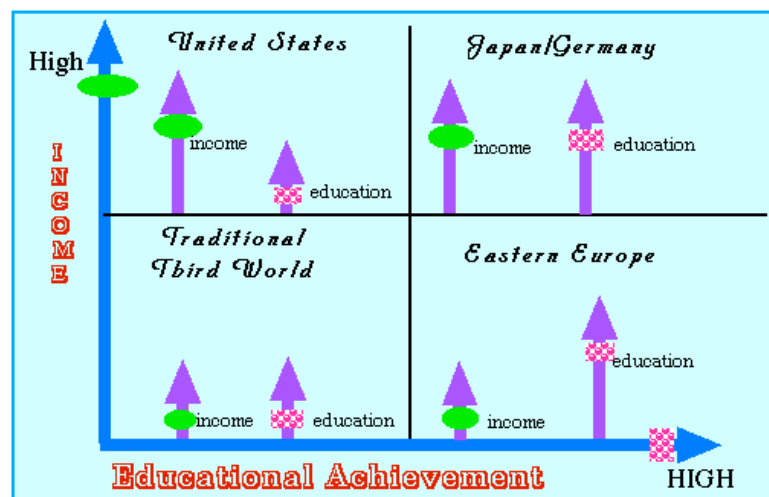 United States
Japan/Germany
High
income
education
income
education
INCOME
Traditional
Third World
Eastern Europe
income
education
income
education
Educational Achievement
HIGH